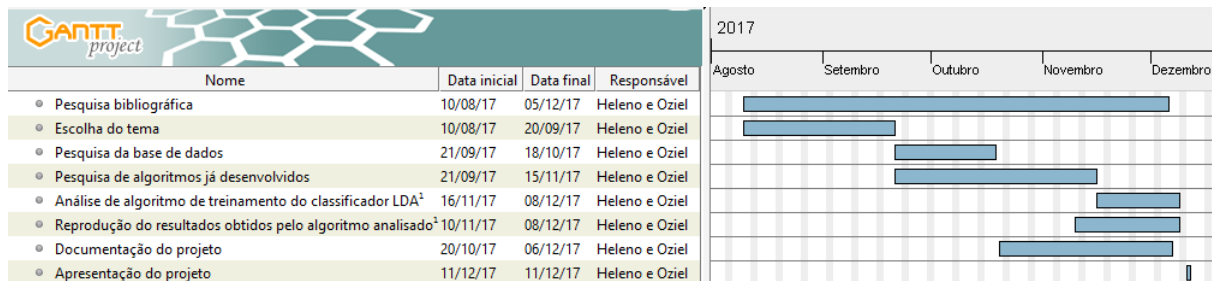 GANTT
project
2017
Agosto Setembro Outubro Novembro Dezembro
Nome Data inicial Data final Responsável
Pesquisa bibliográfica 10/08/17 05/12/17 Heleno e Oziel
Escolha do tema 10/08/17 20/09/17 Heleno e Oziel
Pesquisa da base de dados 21/09/17 18/10/17 Heleno e Oziel
Pesquisa de algoritmos já desenvolvidos 21/09/17 15/11/17 Heleno e Oziel
Análise de algoritmo de treinamento do classificador LDA¹ 16/11/17 08/12/17 Heleno e Oziel
Reprodução do resultados obtidos pelo algoritmo analisado¹ 10/11/17 08/12/17 Heleno e Oziel
Documentação do projeto 20/10/17 06/12/17 Heleno e Oziel
Apresentação do projeto 11/12/17 11/12/17 Heleno e Oziel